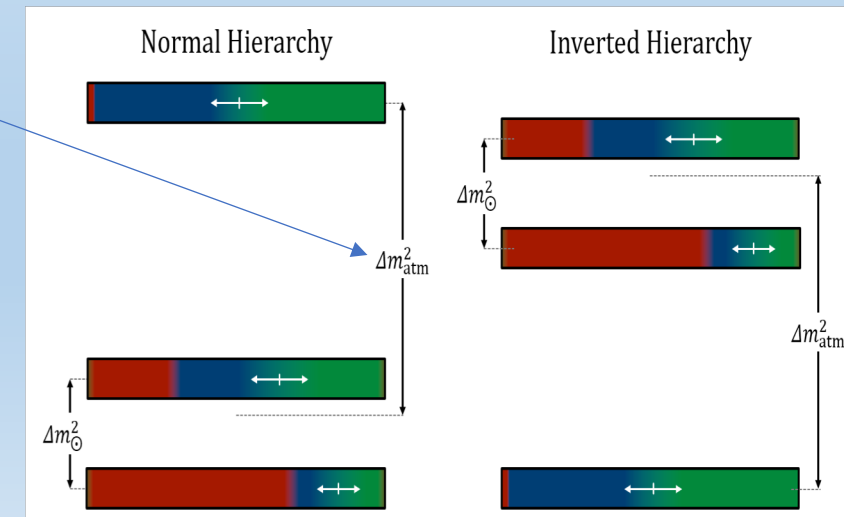 Normal Hierarchy
Inverted Hierarchy
Δm²☉
Δm²atm
Δm²atm
Δm²☉